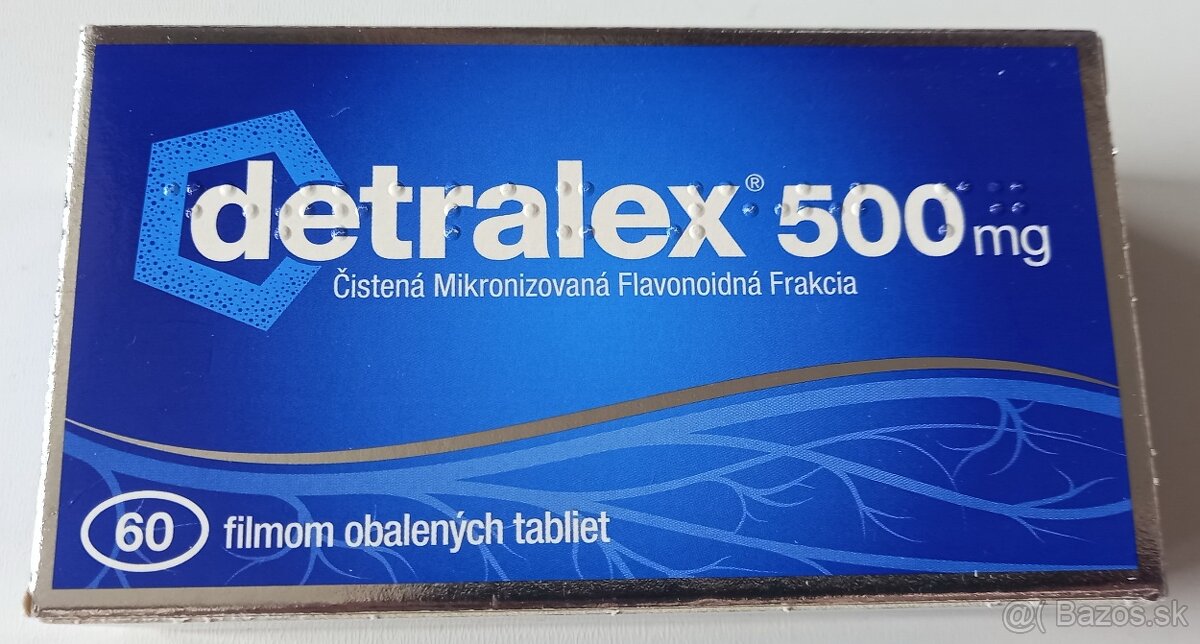 detralex® 500 mg
Čistená Mikronizovaná Flavonoidná Frakcia
60 filmom obalených tabliet
@( Bazos.sk